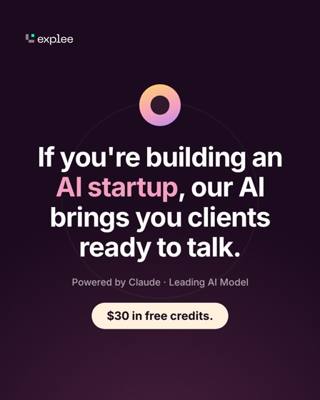 explee
If you're building an
AI startup, our AI
brings you clients
ready to talk.
Powered by Claude · Leading AI Model
$30 in free credits.